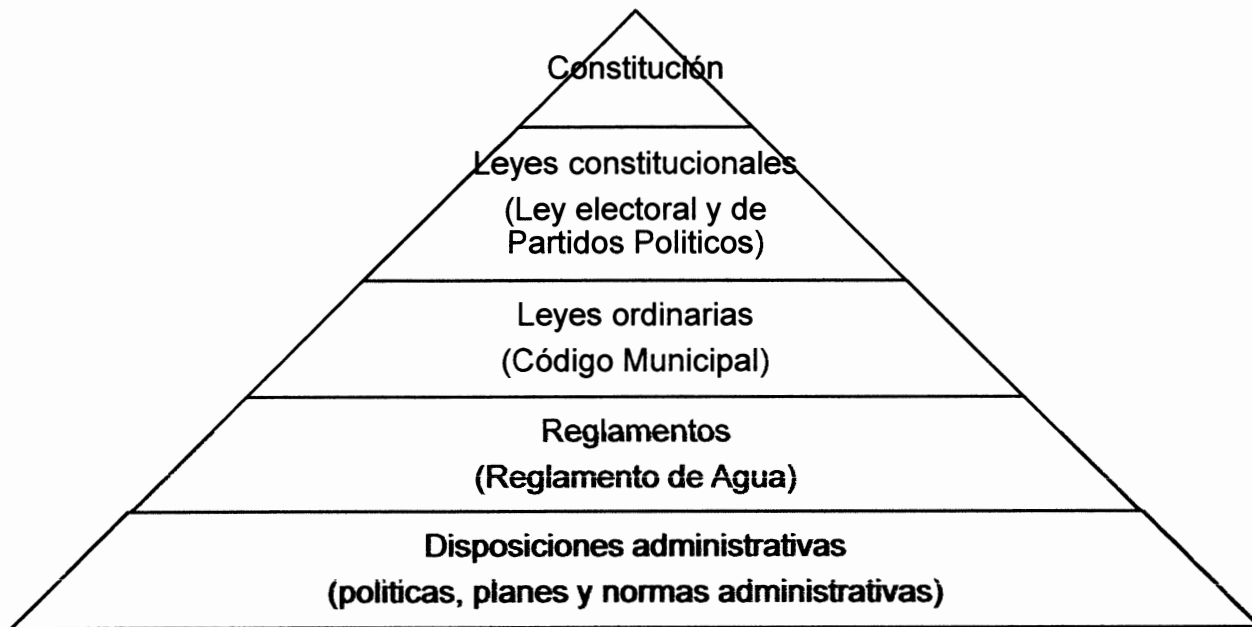 Constitución
Leyes constitucionales
(Ley electoral y de
Partidos Politicos)
Leyes ordinarias
(Código Municipal)
Reglamentos
(Reglamento de Agua)
Disposiciones administrativas
(politicas, planes y normas administrativas)